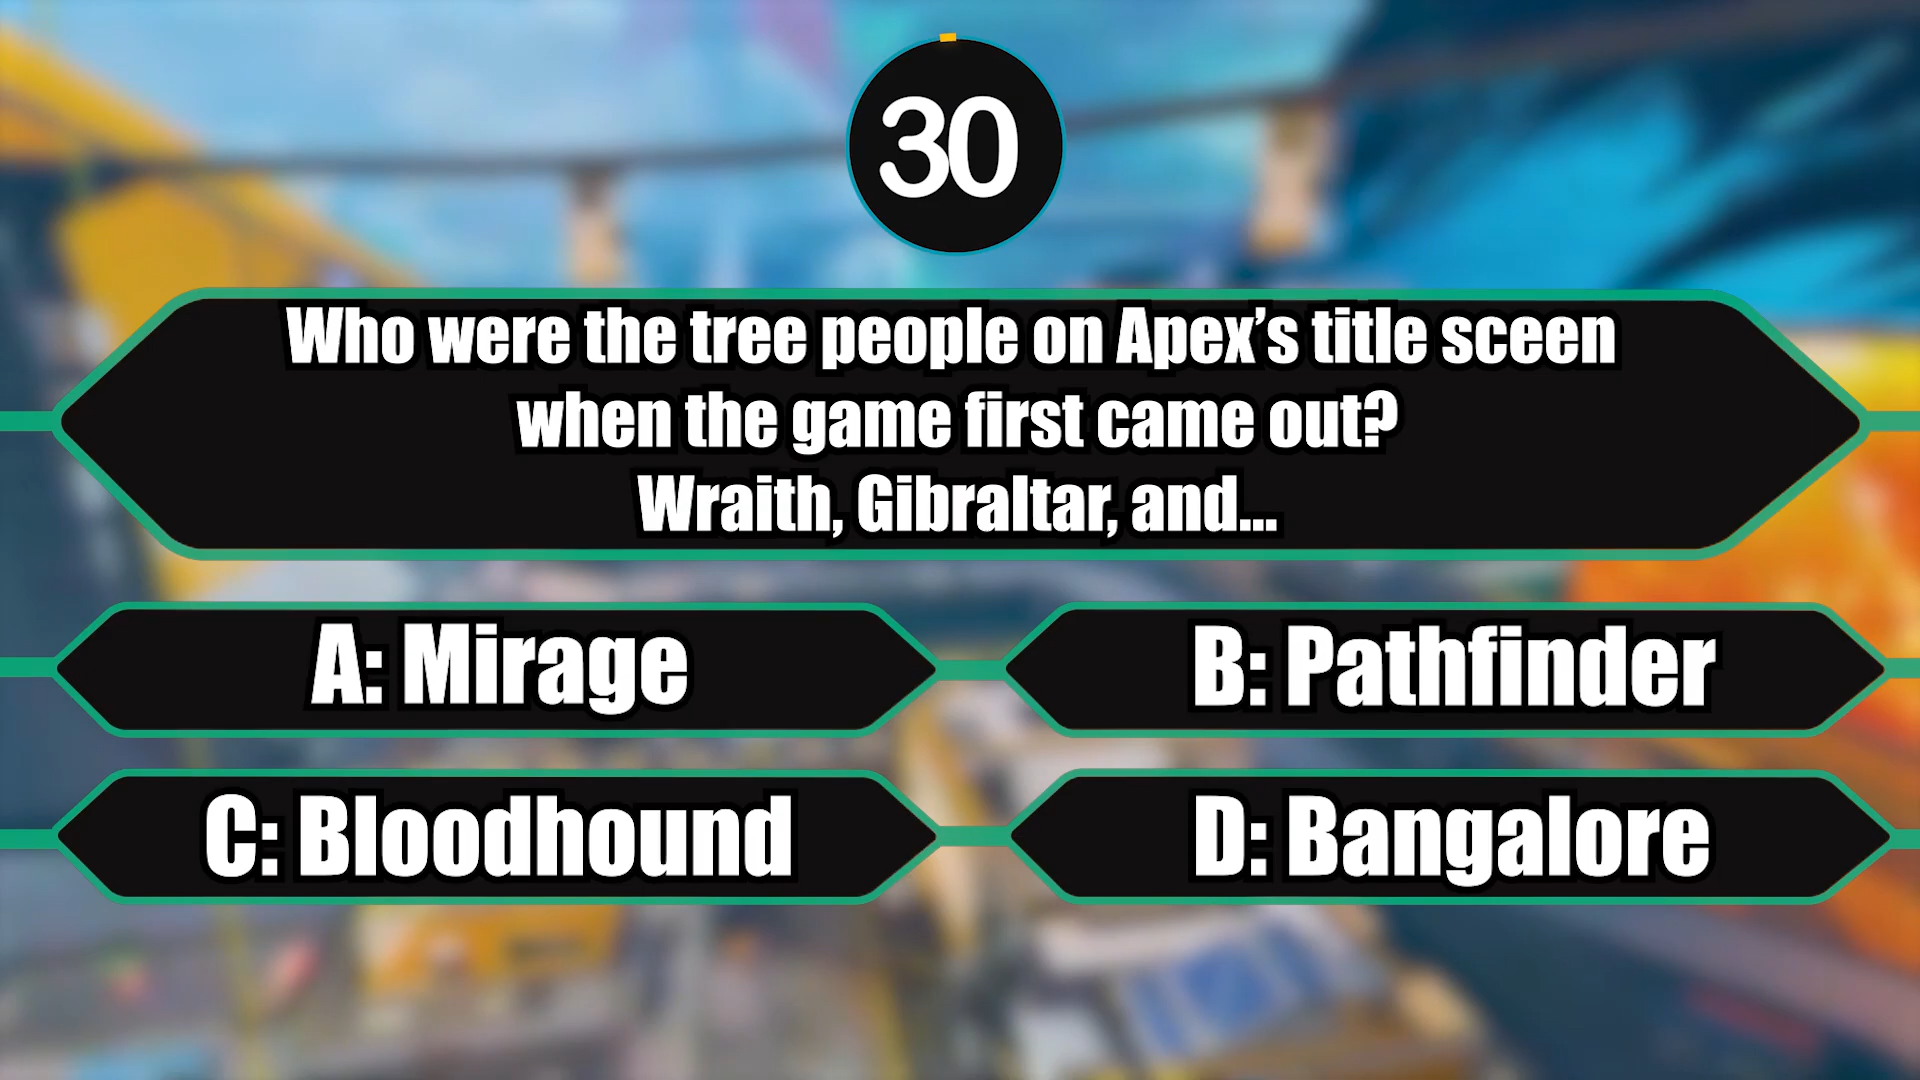 30
Who were the tree people on Apex’s title sceen
when the game first came out?
Wraith, Gibraltar, and...
A: Mirage
B: Pathfinder
C: Bloodhound
D: Bangalore